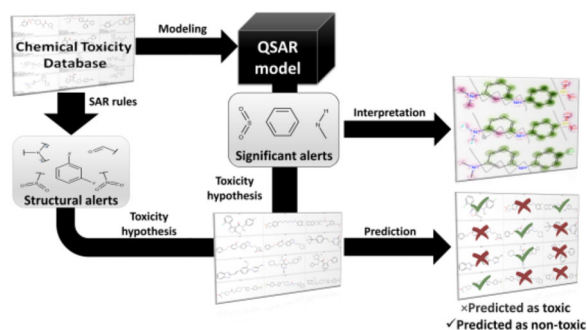 Chemical Toxicity
Database
Modeling
QSAR
model
SAR rules
Significant alerts
Interpretation
Structural alerts
Toxicity
hypothesis
Toxicity
hypothesis
Prediction
×Predicted as toxic
✓Predicted as non-toxic